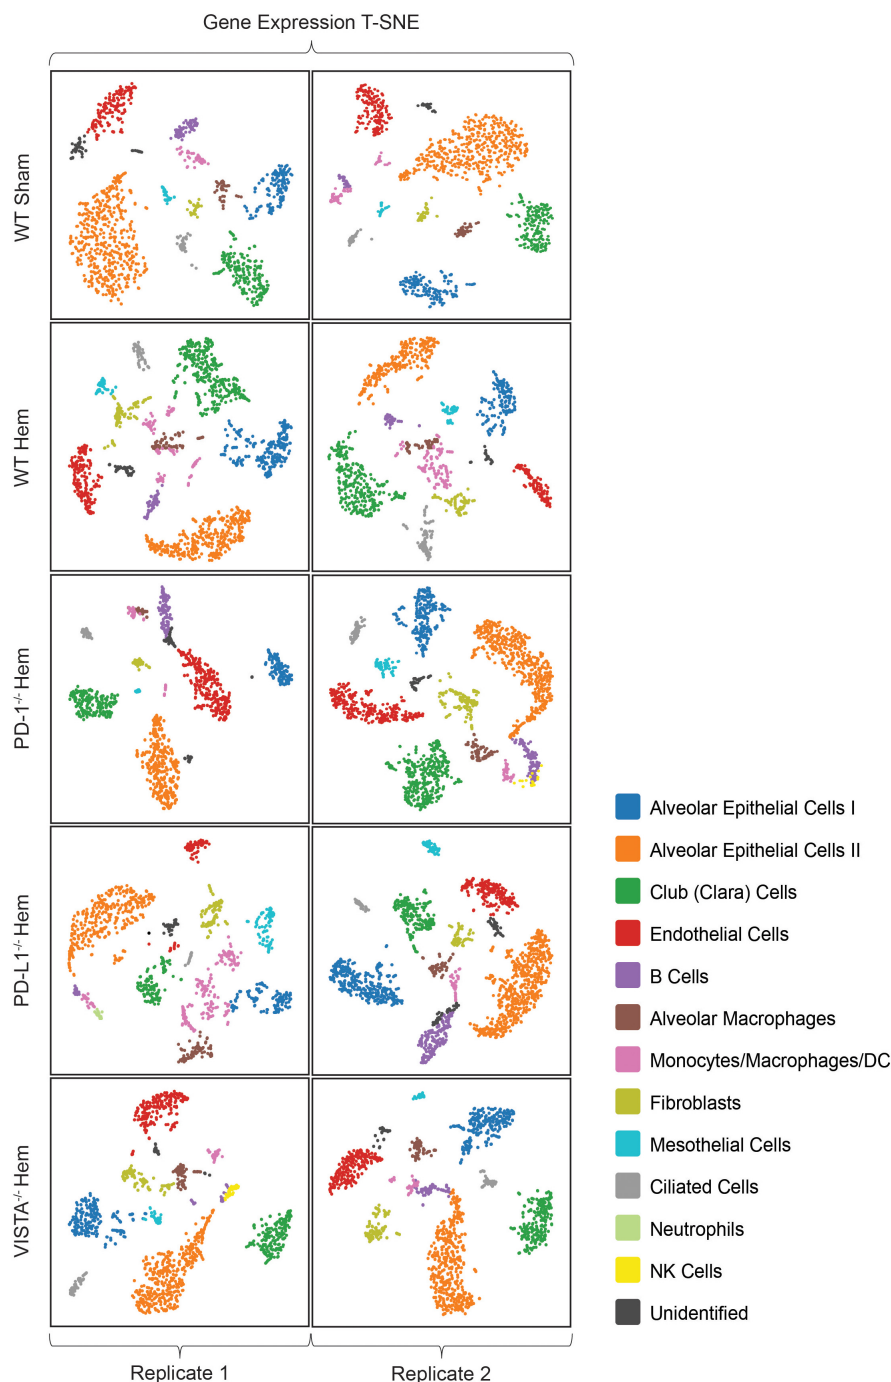 Gene Expression T-SNE
WT Sham
WT Hem
PD-1-/- Hem
PD-L1-/- Hem
VISTA-/- Hem
Replicate 1
Replicate 2
Alveolar Epithelial Cells I
Alveolar Epithelial Cells II
Club (Clara) Cells
Endothelial Cells
B Cells
Alveolar Macrophages
Monocytes/Macrophages/DC
Fibroblasts
Mesothelial Cells
Ciliated Cells
Neutrophils
NK Cells
Unidentified